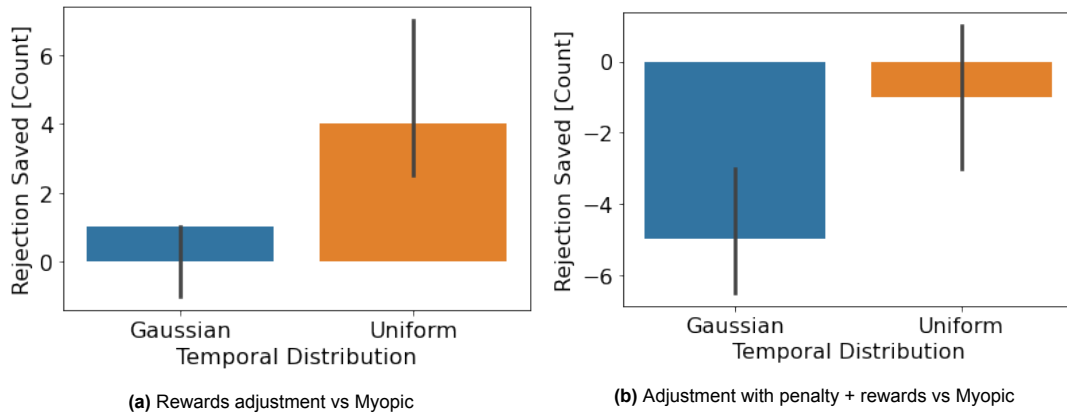 Rejection Saved [Count]
6
4
2
0
Gaussian Uniform
Temporal Distribution
(a) Rewards adjustment vs Myopic
Rejection Saved [Count]
0
−2
−4
−6
Gaussian Uniform
Temporal Distribution
(b) Adjustment with penalty + rewards vs Myopic